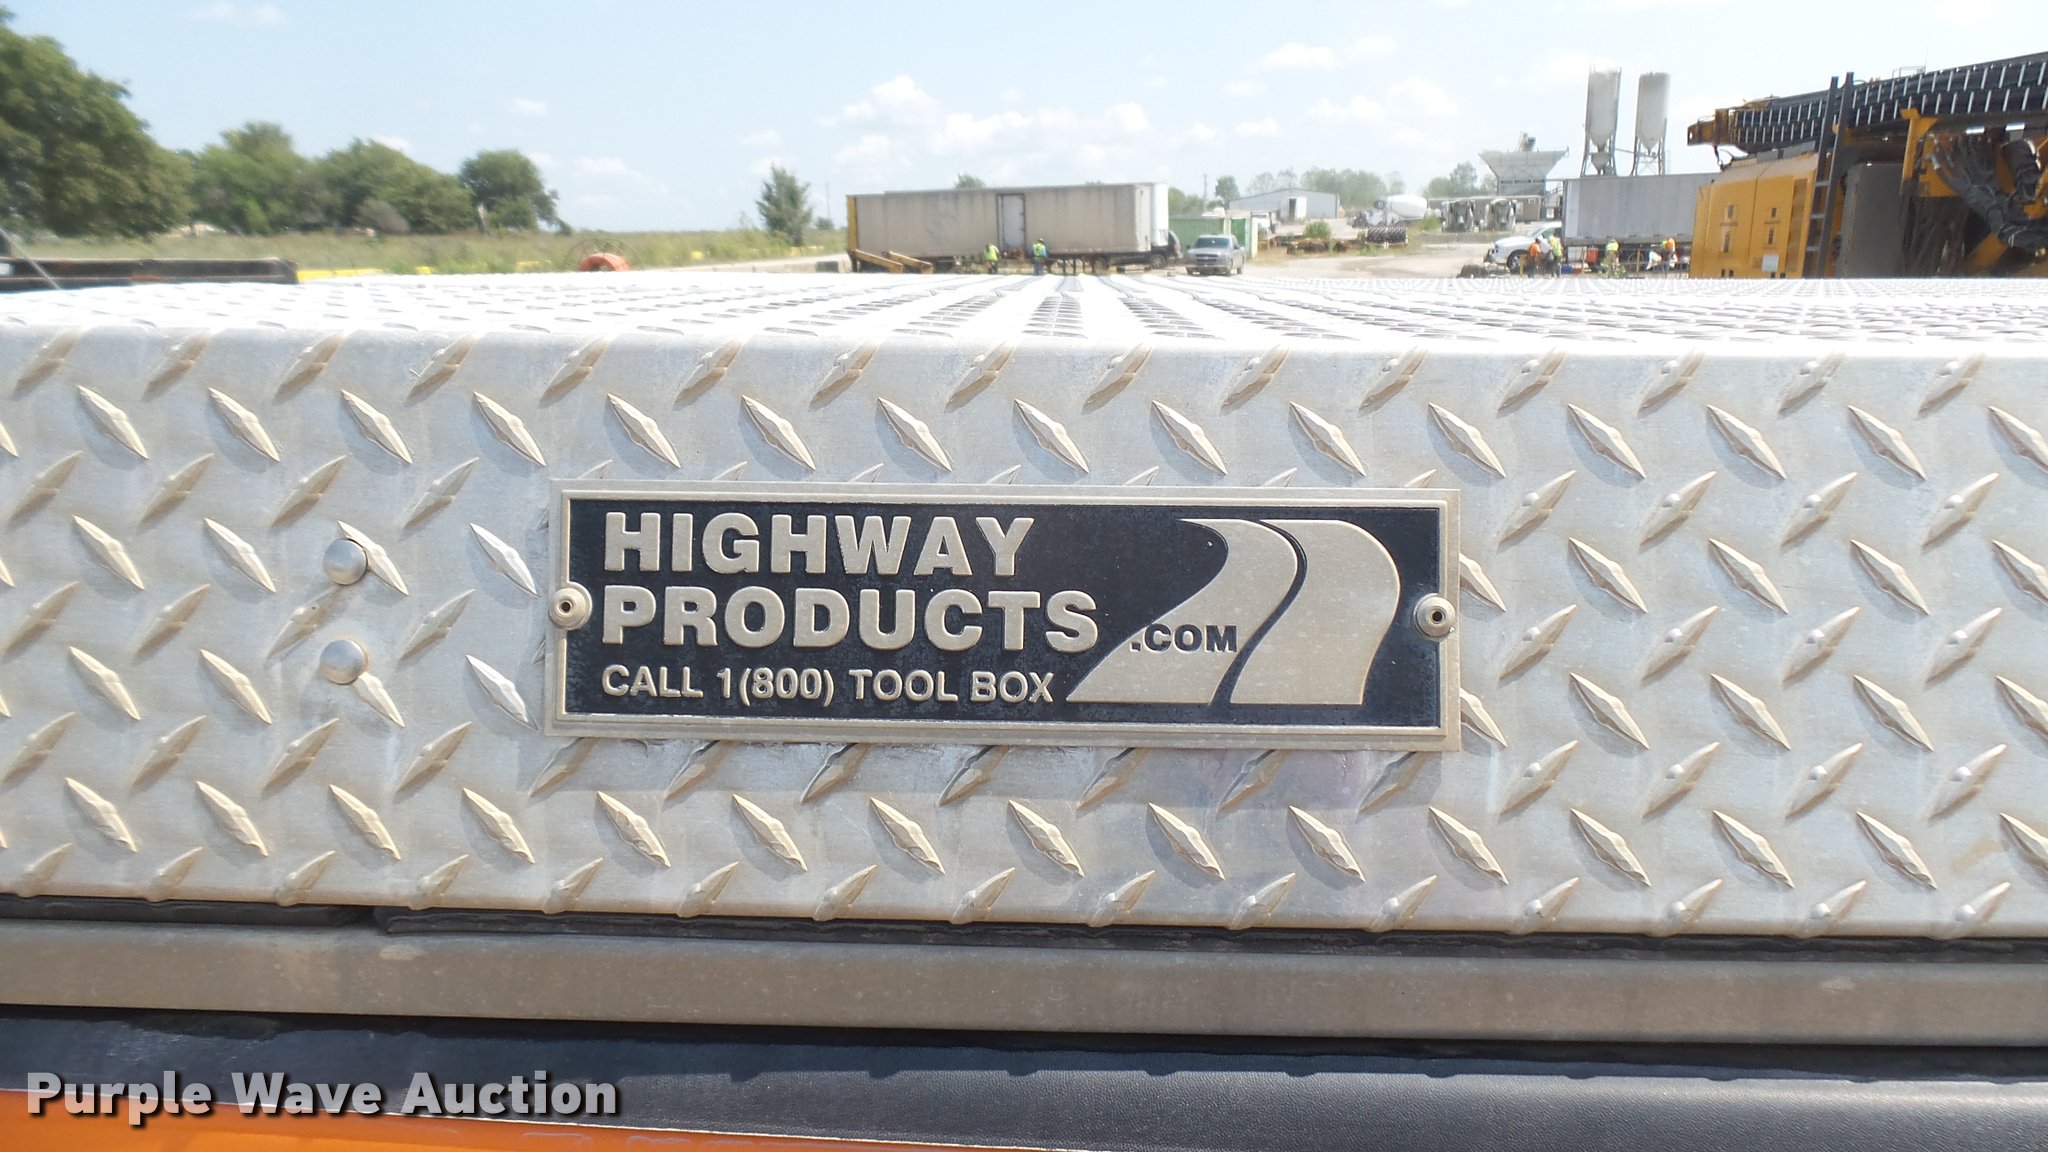 HIGHWAY
PRODUCTS
.COM
CALL 1(800) TOOL BOX
Purple Wave Auction